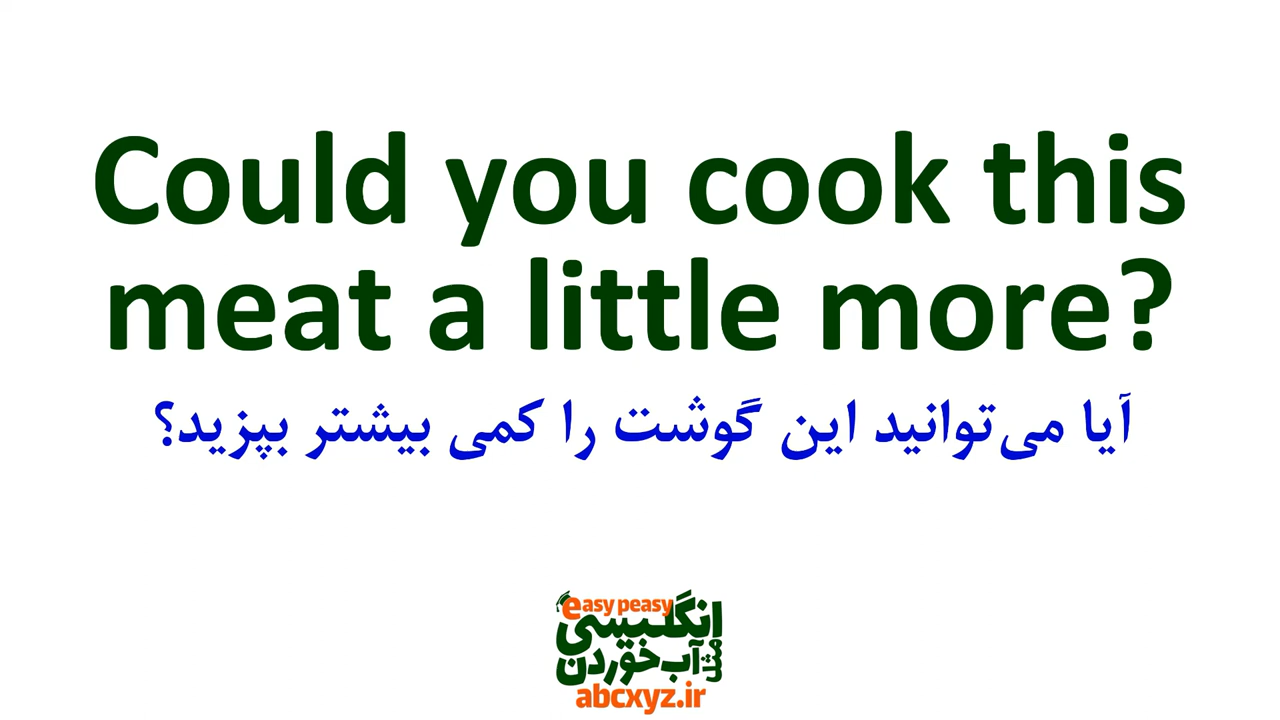 Could you cook this
meat a little more?
آیا می‌توانید این گوشت را کمی بیشتر بپزید؟
easy peasy
انگلیسی
مثل آب خوردن
abcxyz.ir